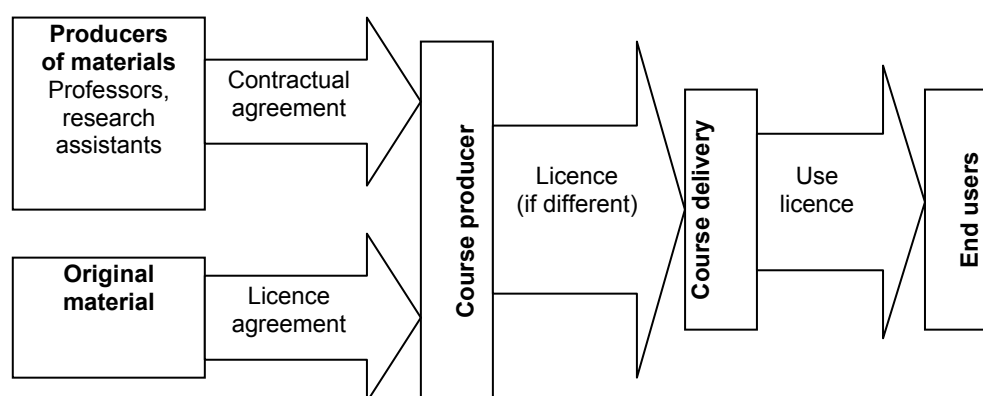 Producers
of materials
Professors,
research
assistants
Contractual
agreement
Original
material
Licence
agreement
Course producer
Licence
(if different)
Course delivery
Use
licence
End users